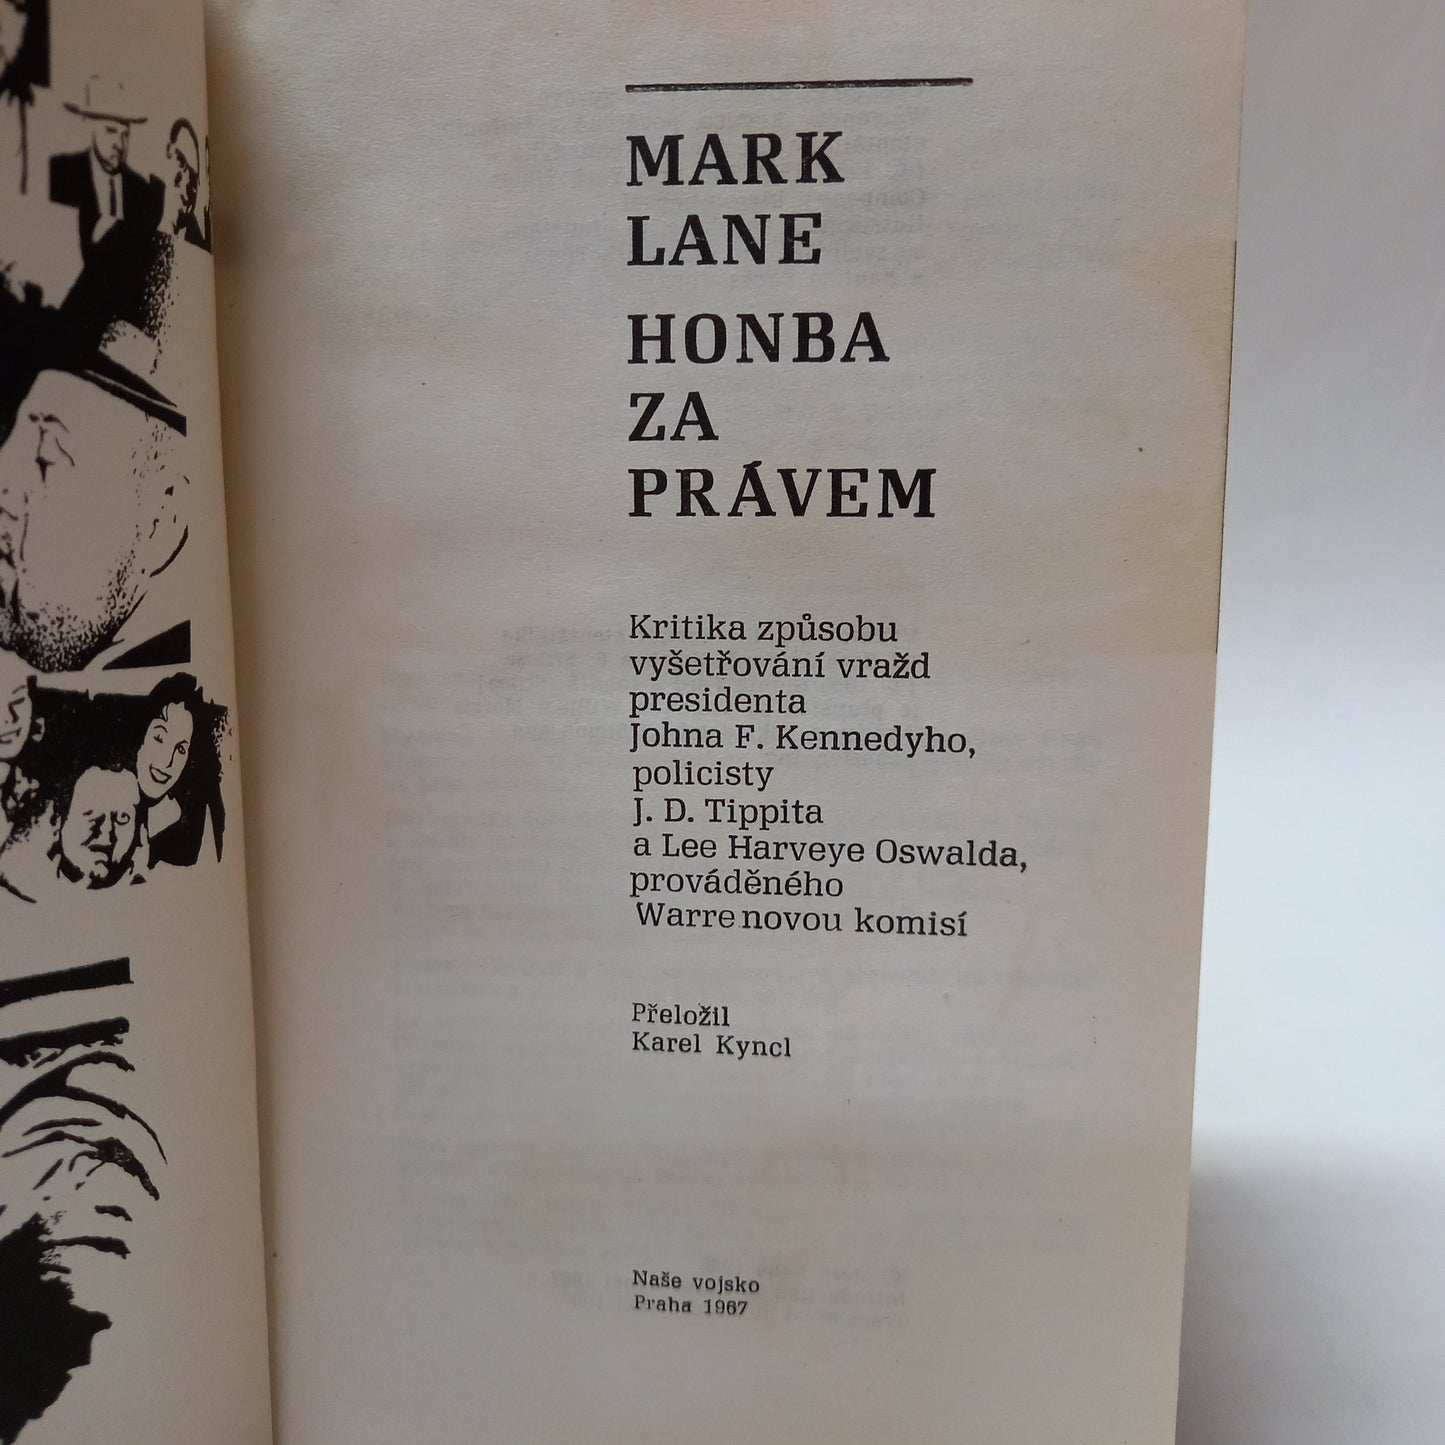 MARK
LANE
HONBA
ZA
PRÁVEM
Kritika způsobu
vyšetřování vražd
presidenta
Johna F. Kennedyho,
policisty
J. D. Tippita
a Lee Harveye Oswalda,
prováděného
Warrenovou komisí
Přeložil
Karel Kyncl
Naše vojsko
Praha 1967